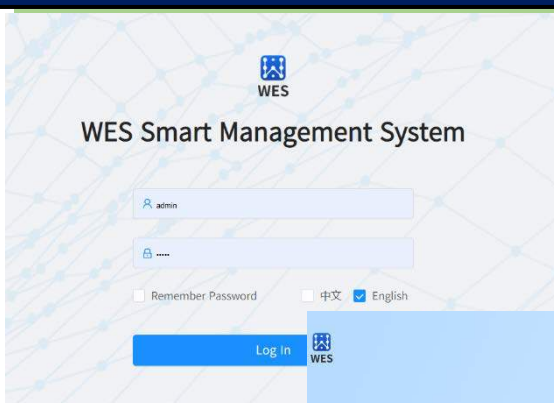 WES
WES Smart Management System
admin
•••••
Remember Password
中文
English
Log In
WES